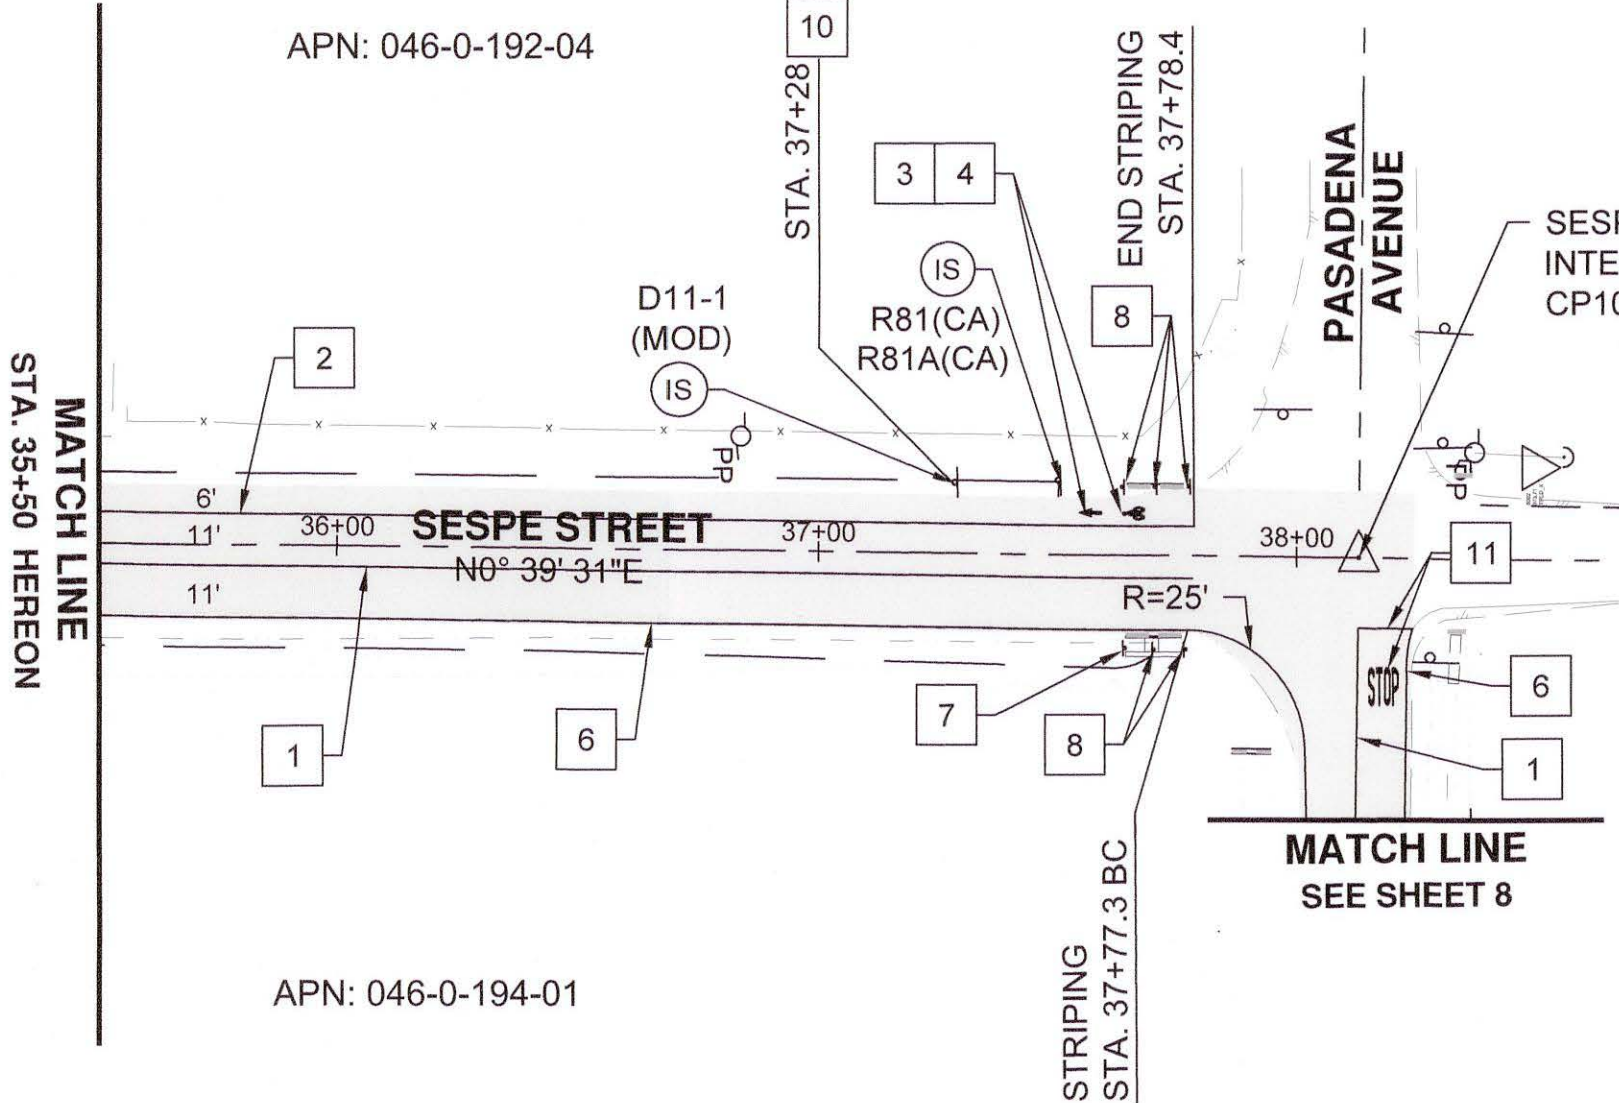 APN: 046-0-192-04
10
STA. 37+28
END STRIPING
STA. 37+78.4
3 4
IS
R81(CA)
R81A(CA)
8
PASADENA
AVENUE
INTE
CP10
D11-1
(MOD)
IS
2
MATCH LINE
STA. 35+50 HEREON
PP
PP
6'
11'
11'
36+00
SESPE STREET
N0° 39' 31"E
37+00
38+00
11
R=25'
STOP
6
7
8
1
6
1
MATCH LINE
SEE SHEET 8
STRIPING
STA. 37+77.3 BC
APN: 046-0-194-01